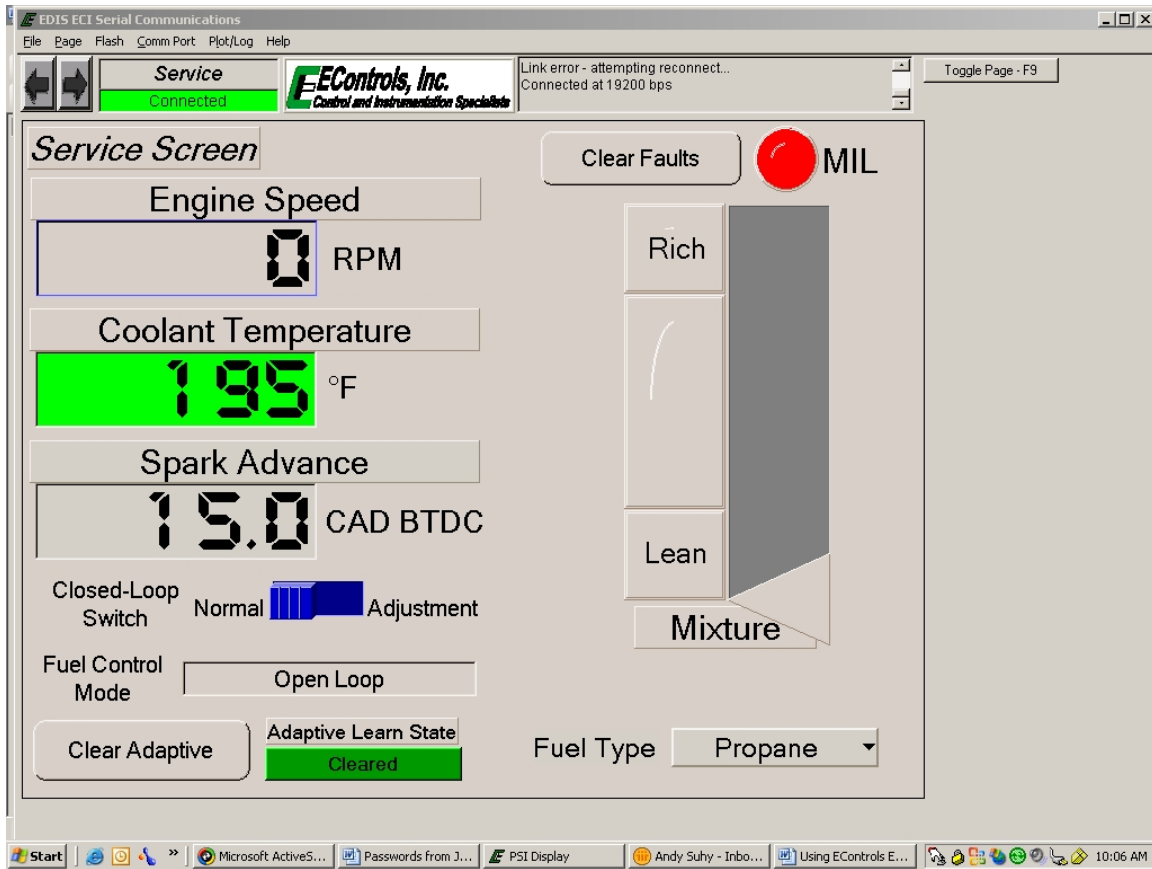 EDIS ECI Serial Communications
File Page Flash Comm Port Plot/Log Help
Service
Connected
EControls, Inc.
Control and Instrumentation Specialists
Link error - attempting reconnect...
Connected at 19200 bps
Toggle Page - F9
Service Screen
Clear Faults
MIL
Engine Speed
0 RPM
Coolant Temperature
195 °F
Spark Advance
15.0 CAD BTDC
Rich
Lean
Mixture
Closed-Loop
Switch
Normal
Adjustment
Fuel Control
Mode
Open Loop
Clear Adaptive
Adaptive Learn State
Cleared
Fuel Type
Propane
Start
»
Microsoft ActiveS...
Passwords from J...
PSI Display
Andy Suhy - Inbo...
Using EControls E...
10:06 AM